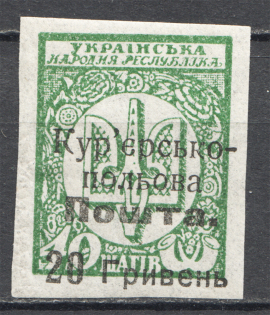 УКРАЇНСЬКА
НАРОДНЯ РЕСПУБЛІКА
Кур'єрсько-
польова
Пошта.
20 Гривень